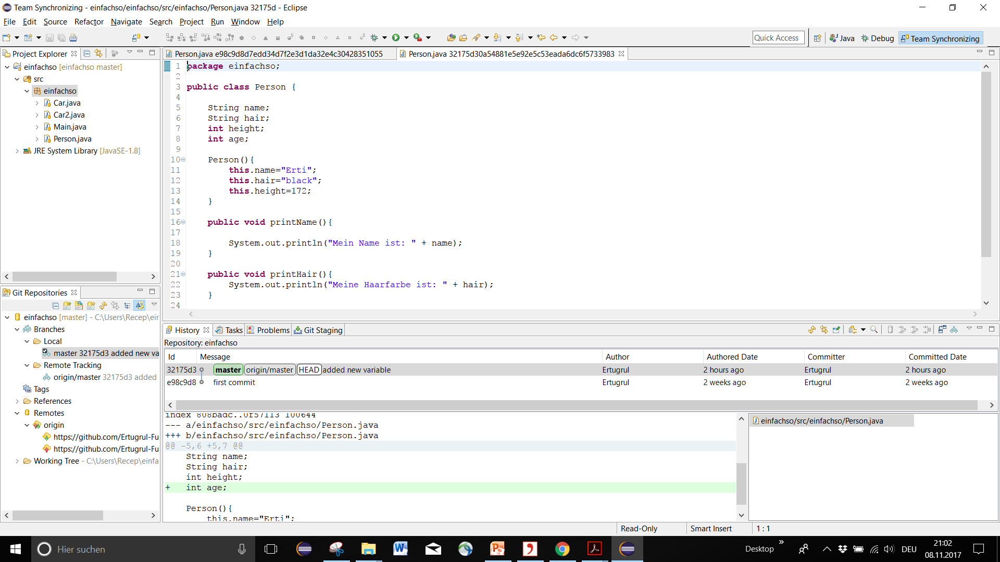 Team Synchronizing - einfachso/einfachso/src/einfachso/Person.java 32175d - Eclipse
File Edit Source Refactor Navigate Search Project Run Window Help
Quick Access
Java
Debug
Team Synchronizing
Project Explorer
einfachso [einfachso master]
src
einfachso
Car.java
Car2.java
Main.java
Person.java
JRE System Library [JavaSE-1.8]
Person.java e98c9d8d7edd34d7f2e3d1da32e4c30428351055
Person.java 32175d30a54881e5e92e5c53eada6dc6f5733983
1 package einfachso;
2
3 public class Person {
4
5 String name;
6 String hair;
7 int height;
8 int age;
9
10 Person(){
11 this.name="Erti";
12 this.hair="black";
13 this.height=172;
14 }
15
16 public void printName(){
17
18 System.out.println("Mein Name ist: " + name);
19 }
20
21 public void printHair(){
22 System.out.println("Meine Haarfarbe ist: " + hair);
23 }
24
Git Repositories
GIT
einfachso [master] - C:\Users\Recep\eir
Branches
Local
master 32175d3 added new va
Remote Tracking
origin/master 32175d3 added
Tags
References
Remotes
origin
https://github.com/Ertugrul-Fu
https://github.com/Ertugrul-Fu
Working Tree - C:\Users\Recep\einfa
History
Tasks
Problems
Git Staging
Repository: einfachso
Id Message Author Authored Date Committer Committed Date
32175d3 master origin/master HEAD added new variable Ertugrul 2 hours ago Ertugrul 2 hours ago
e98c9d8 first commit Ertugrul 2 weeks ago Ertugrul 2 weeks ago
index 808badc..0f57113 100644
--- a/einfachso/src/einfachso/Person.java
+++ b/einfachso/src/einfachso/Person.java
@@ -5,6 +5,7 @@
String name;
String hair;
int height;
+ int age;
Person(){
this.name="Erti";
einfachso/src/einfachso/Person.java
Read-Only
Smart Insert
1 : 1
Hier suchen
Desktop
DEU
21:02
08.11.2017